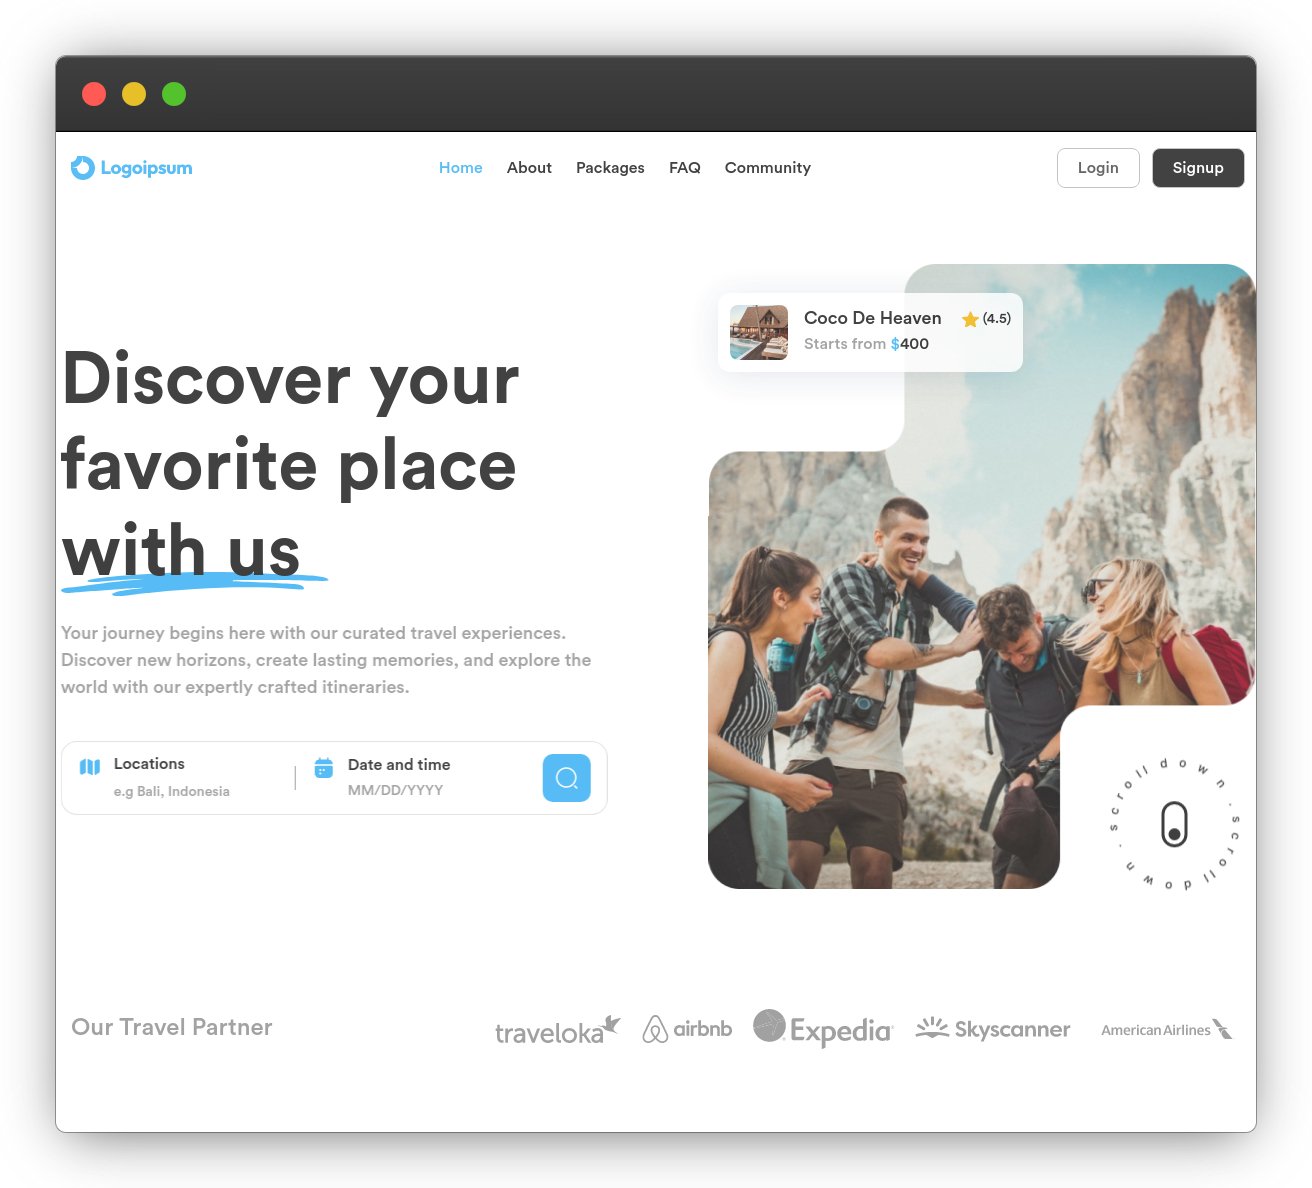 Logoipsum
Home About Packages FAQ Community
Login Signup
Coco De Heaven (4.5)
Starts from $400
Discover your
favorite place
with us
Your journey begins here with our curated travel experiences.
Discover new horizons, create lasting memories, and explore the
world with our expertly crafted itineraries.
Locations
e.g Bali, Indonesia
Date and time
MM/DD/YYYY
scroll down . scroll down .
Our Travel Partner
traveloka airbnb Expedia Skyscanner American Airlines